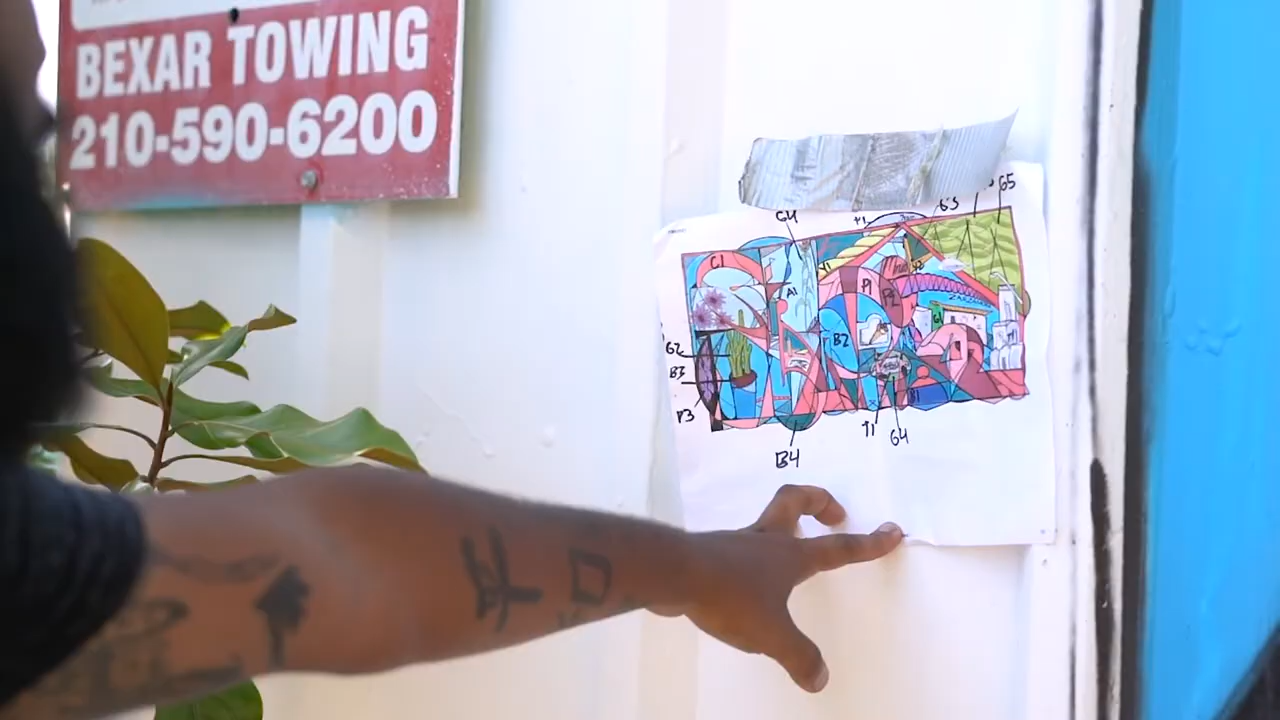 BEXAR TOWING
210-590-6200
G5
G3
G4
Y1
C1
A1
P1
P2
B2
G2
B3
P3
B1
T1
G4
B4